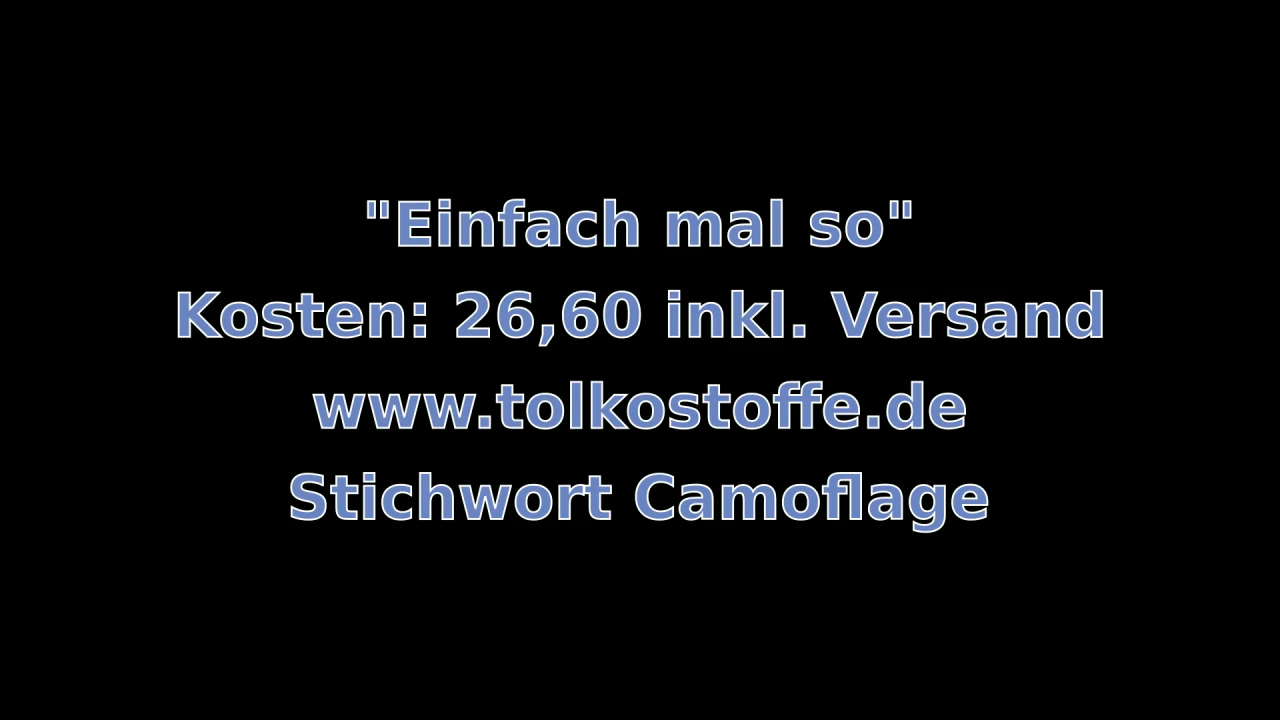 "Einfach mal so"
Kosten: 26,60 inkl. Versand
www.tolkostoffe.de
Stichwort Camoflage